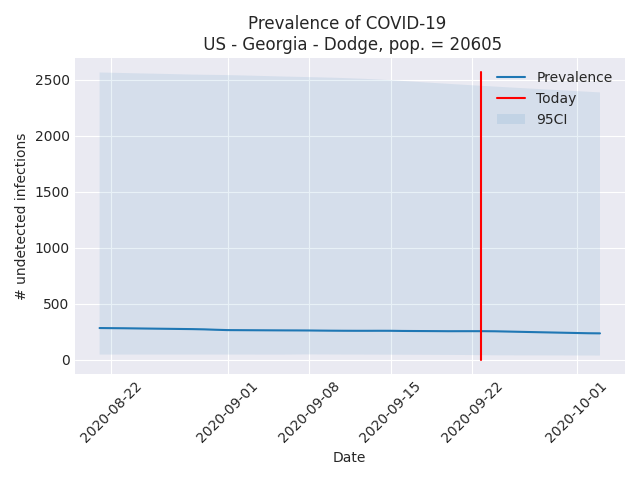 Prevalence of COVID-19
US - Georgia - Dodge, pop. = 20605
Prevalence
Today
95CI
# undetected infections
2500
2000
1500
1000
500
0
2020-08-22
2020-09-01
2020-09-08
2020-09-15
2020-09-22
2020-10-01
Date